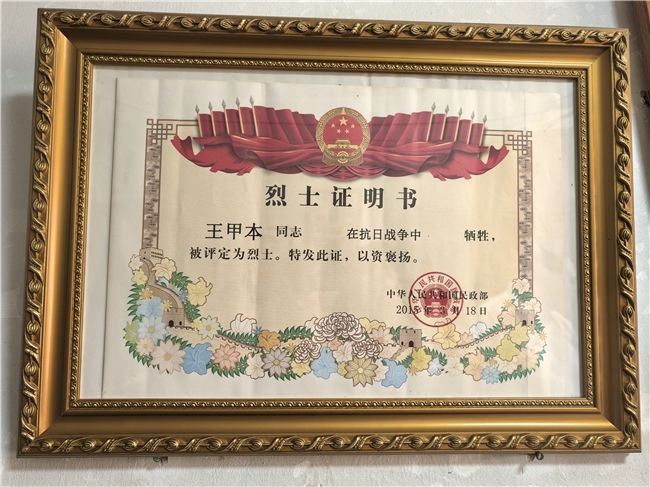 烈士证明书
王甲本 同志 在抗日战争中 牺牲，
被评定为烈士。特发此证，以资褒扬。
中华人民共和国民政部
2015年 月18日